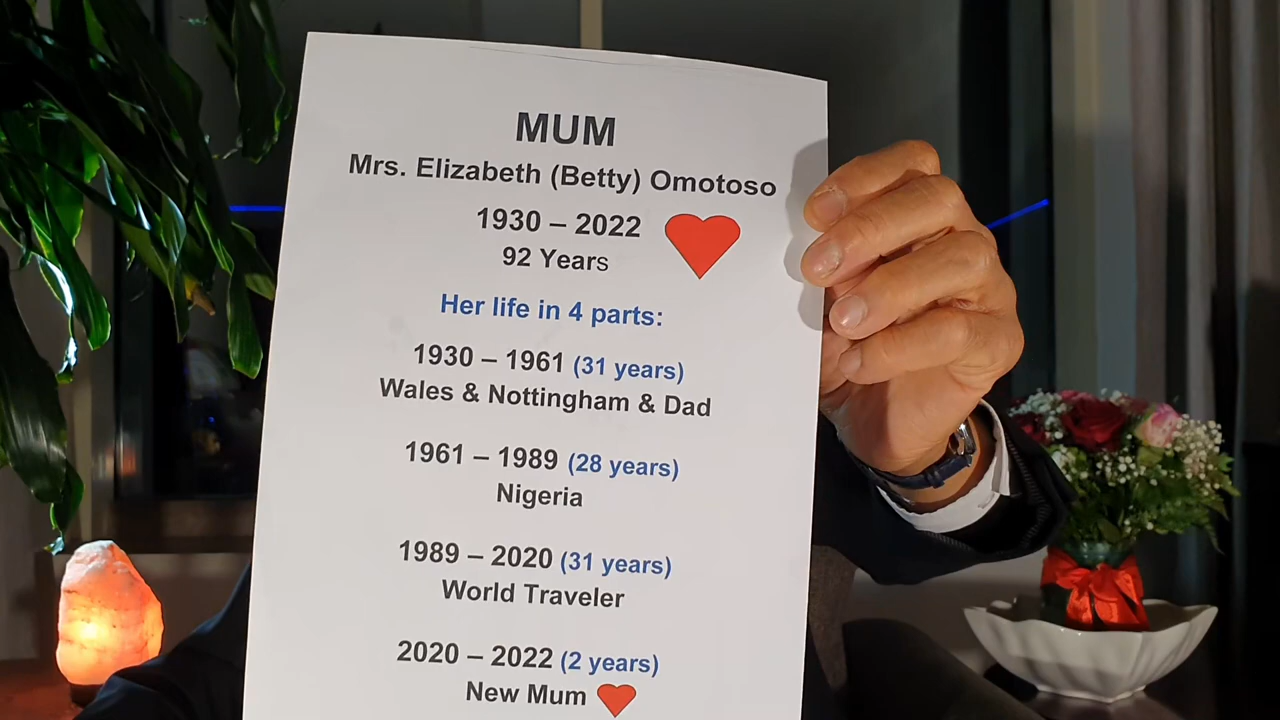 MUM
Mrs. Elizabeth (Betty) Omotoso
1930 – 2022
92 Years
Her life in 4 parts:
1930 – 1961 (31 years)
Wales & Nottingham & Dad
1961 – 1989 (28 years)
Nigeria
1989 – 2020 (31 years)
World Traveler
2020 – 2022 (2 years)
New Mum